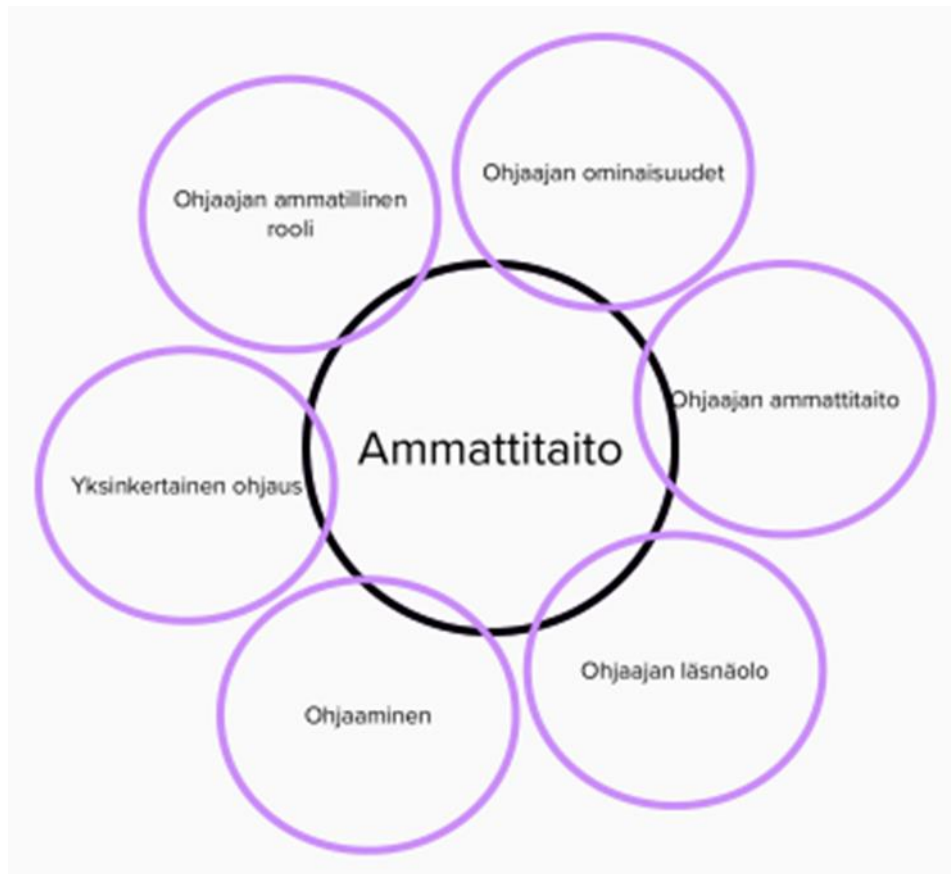 Ohjaajan ominaisuudet
Ohjaajan ammatillinen
rooli
Ohjaajan ammattitaito
Ammattitaito
Yksinkertainen ohjaus
Ohjaajan läsnäolo
Ohjaaminen